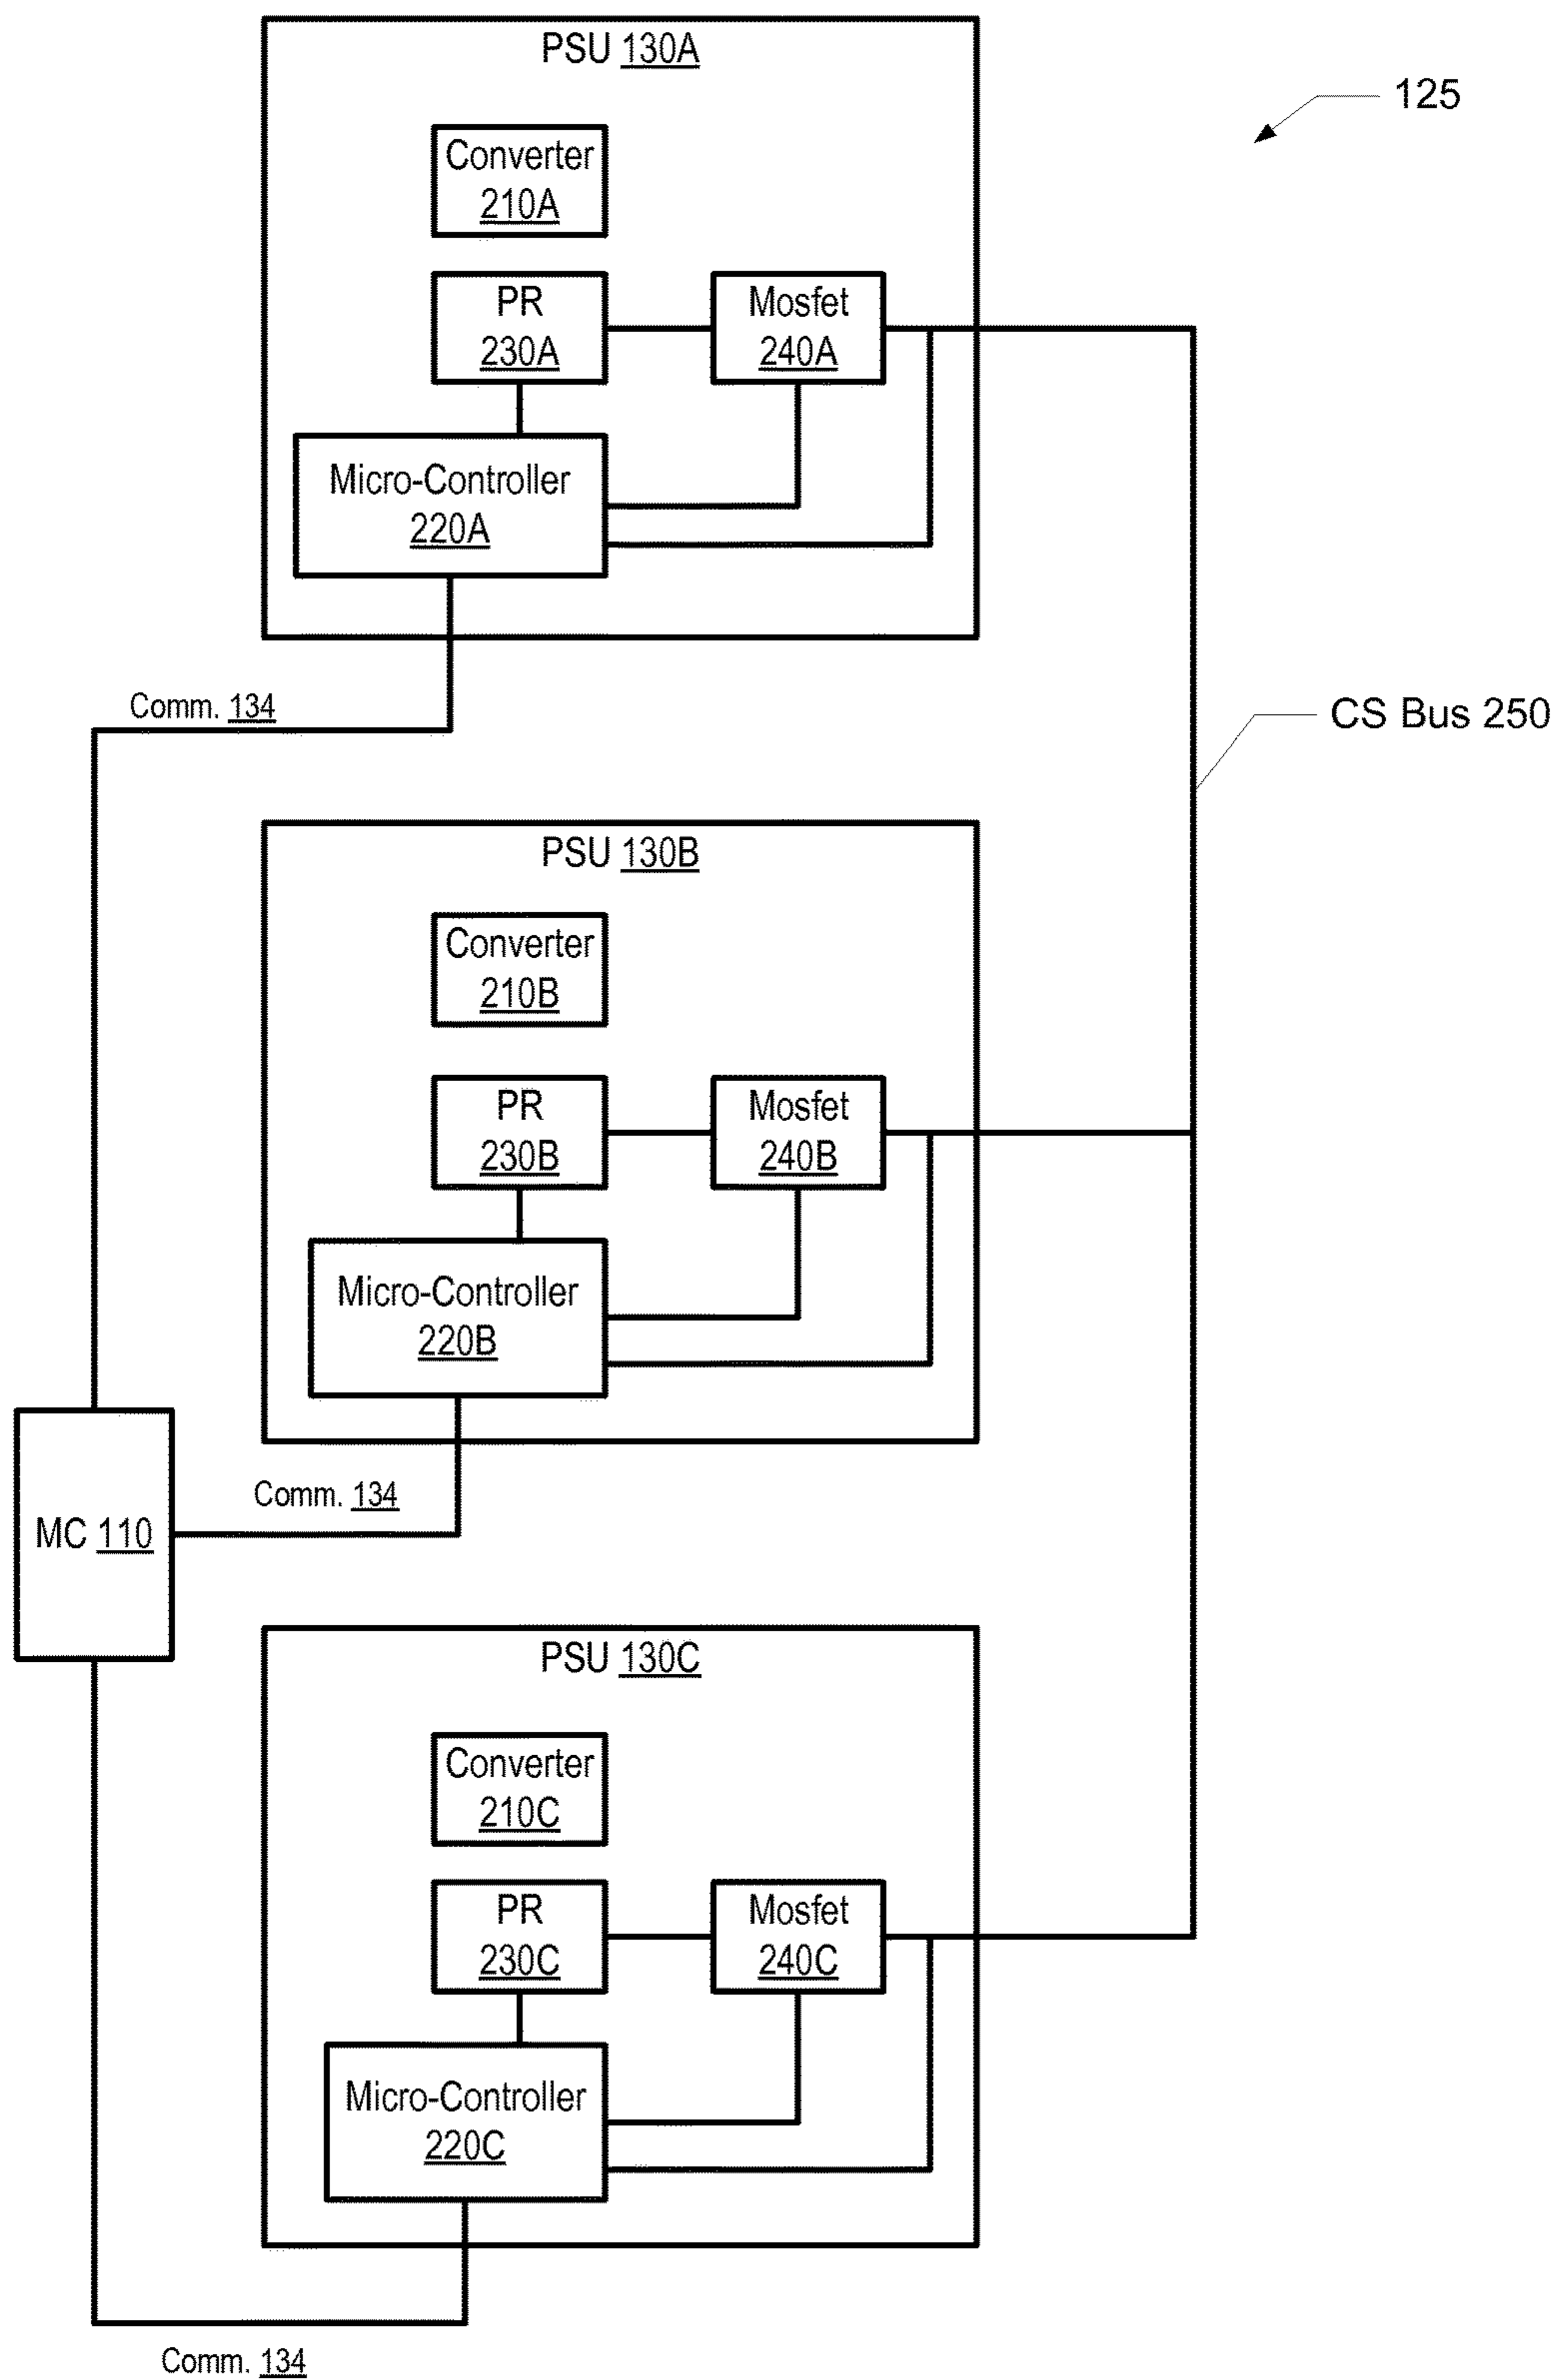 PSU 130A
125
Converter
210A
PR
230A
Mosfet
240A
Micro-Controller
220A
Comm. 134
CS Bus 250
PSU 130B
Converter
210B
PR
230B
Mosfet
240B
Micro-Controller
220B
Comm. 134
MC 110
PSU 130C
Converter
210C
PR
230C
Mosfet
240C
Micro-Controller
220C
Comm. 134